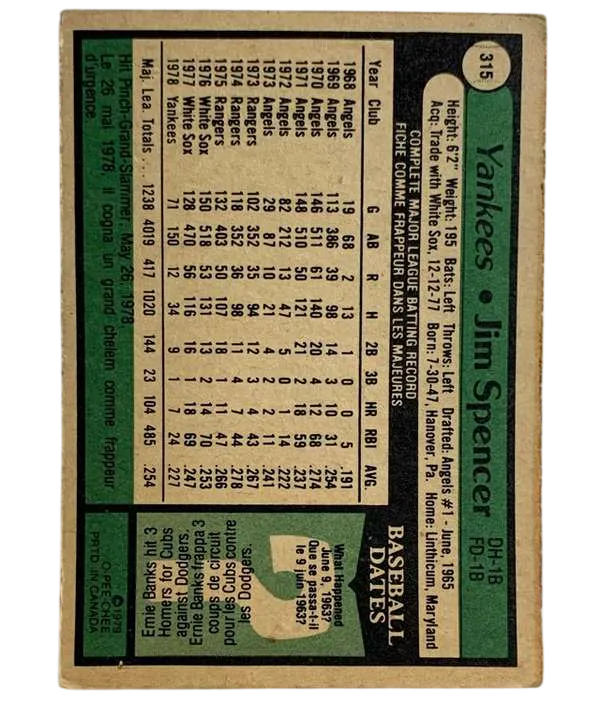 315
Yankees • Jim Spencer
DH-1B
FD-1B
Height: 6'2" Weight: 195 Bats: Left Throws: Left Drafted: Angels #1 - June, 1965
Acq: Trade with White Sox, 12-12-77 Born: 7-30-47, Hanover, Pa. Home: Linthicum, Maryland
COMPLETE MAJOR LEAGUE BATTING RECORD
FICHE COMME FRAPPEUR DANS LES MAJEURES
Year Club G AB R H 2B 3B HR RBI AVG.
1968 Angels 19 68 2 13 1 0 0 5 .191
1969 Angels 113 386 39 98 14 3 10 31 .254
1970 Angels 146 511 61 140 20 4 12 68 .274
1971 Angels 148 510 50 121 21 2 18 59 .237
1972 Angels 82 212 13 47 5 0 1 14 .222
1973 Angels 29 87 10 21 4 2 2 11 .241
1973 Rangers 102 352 35 94 12 3 4 43 .267
1974 Rangers 118 352 36 98 11 4 7 44 .278
1975 Rangers 132 403 50 107 18 1 11 47 .266
1976 White Sox 150 518 53 131 13 2 14 70 .253
1977 White Sox 128 470 56 116 16 1 18 69 .247
1978 Yankees 71 150 12 34 9 1 7 24 .227
Maj. Lea. Totals ... 1238 4019 417 1020 144 23 104 485 .254
Hit Pinch-Grand-Slammer, May 26, 1978.
Le 26 mai 1978, il cogna un grand chelem comme frappeur
d'urgence.
BASEBALL
DATES
What Happened
June 9, 1963?
Que se passa-t-il
le 9 juin 1963?
Ernie Banks hit 3
Homers for Cubs
against Dodgers.
Ernie Banks frappa 3
coups de circuit
pour les Cubs contre
les Dodgers.
©1979
O-PEE-CHEE
PRTD IN CANADA